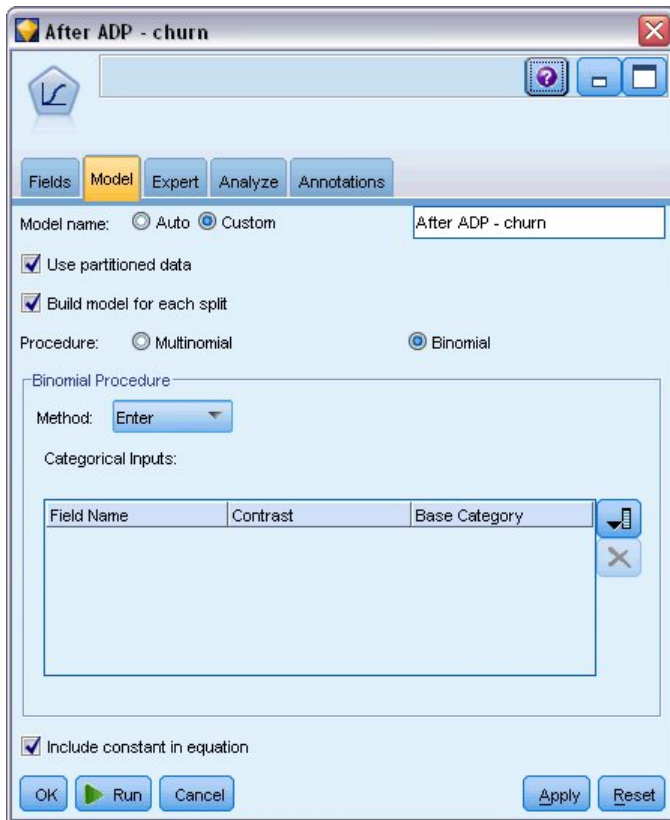 After ADP - churn
Fields Model Expert Analyze Annotations
Model name: Auto Custom After ADP - churn
Use partitioned data
Build model for each split
Procedure: Multinomial Binomial
Binomial Procedure
Method: Enter
Categorical Inputs:
Field Name Contrast Base Category
Include constant in equation
OK Run Cancel Apply Reset